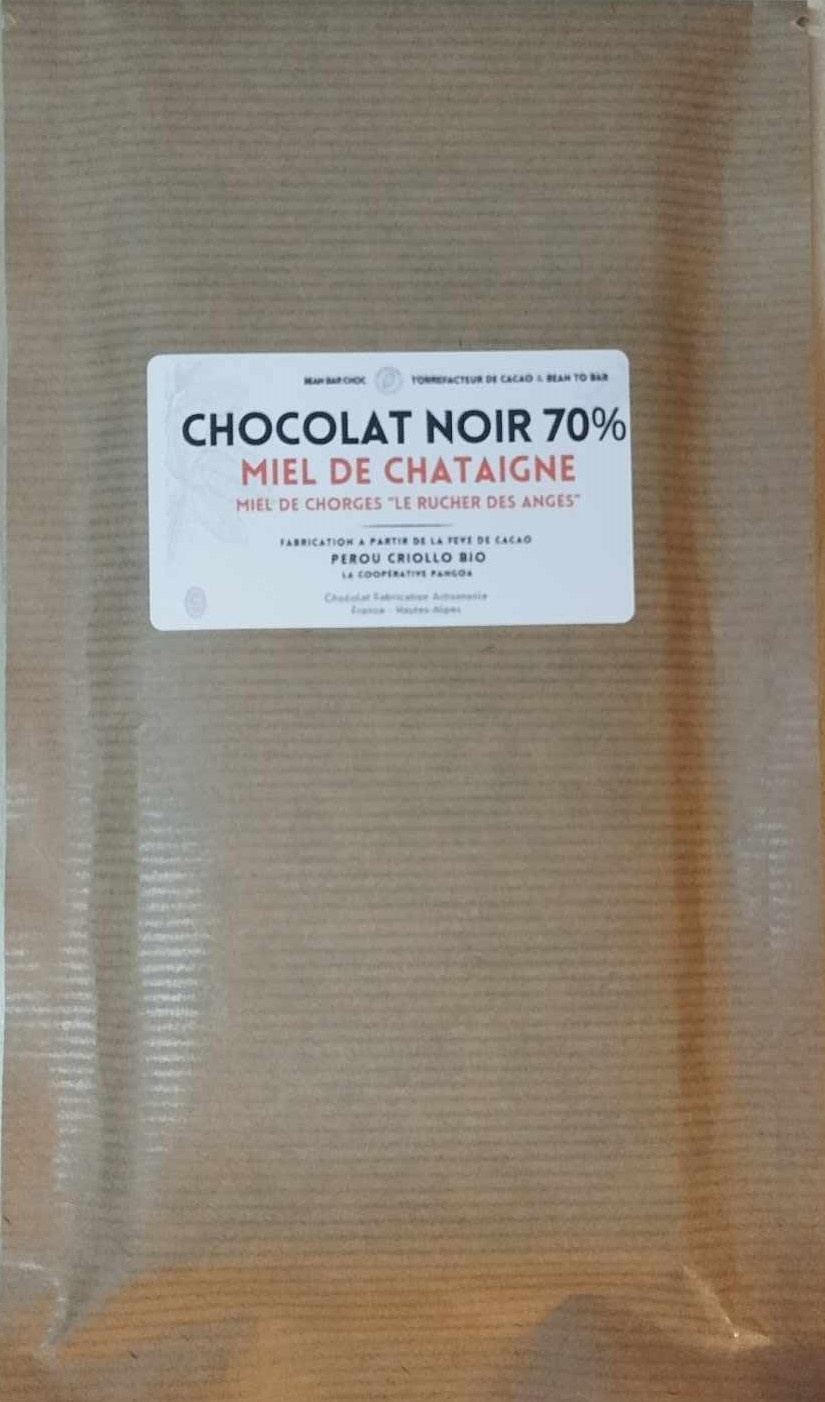 BEAN BAR CHOC TORREFACTEUR DE CACAO & BEAN TO BAR
CHOCOLAT NOIR 70%
MIEL DE CHATAIGNE
MIEL DE CHORGES "LE RUCHER DES ANGES"
FABRICATION A PARTIR DE LA FEVE DE CACAO
PEROU CRIOLLO BIO
LA COOPÉRATIVE PANGOA
Chocolat Fabrication Artisanale
France - Hautes-Alpes